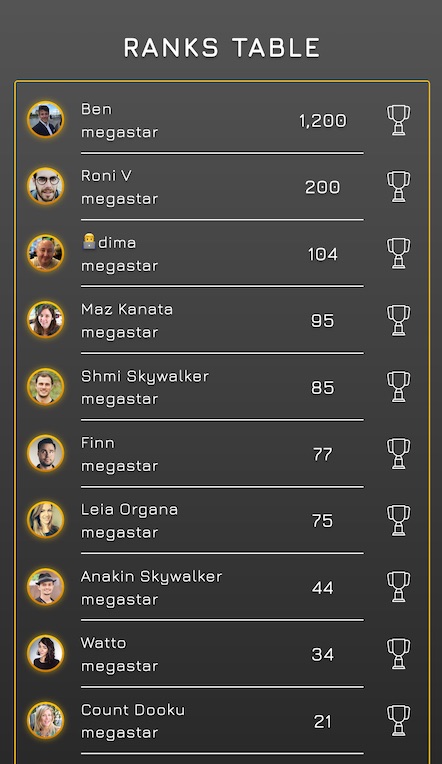 RANKS TABLE
Ben
megastar
1,200
Roni V
megastar
200
👩‍💻dima
megastar
104
Maz Kanata
megastar
95
Shmi Skywalker
megastar
85
Finn
megastar
77
Leia Organa
megastar
75
Anakin Skywalker
megastar
44
Watto
megastar
34
Count Dooku
megastar
21